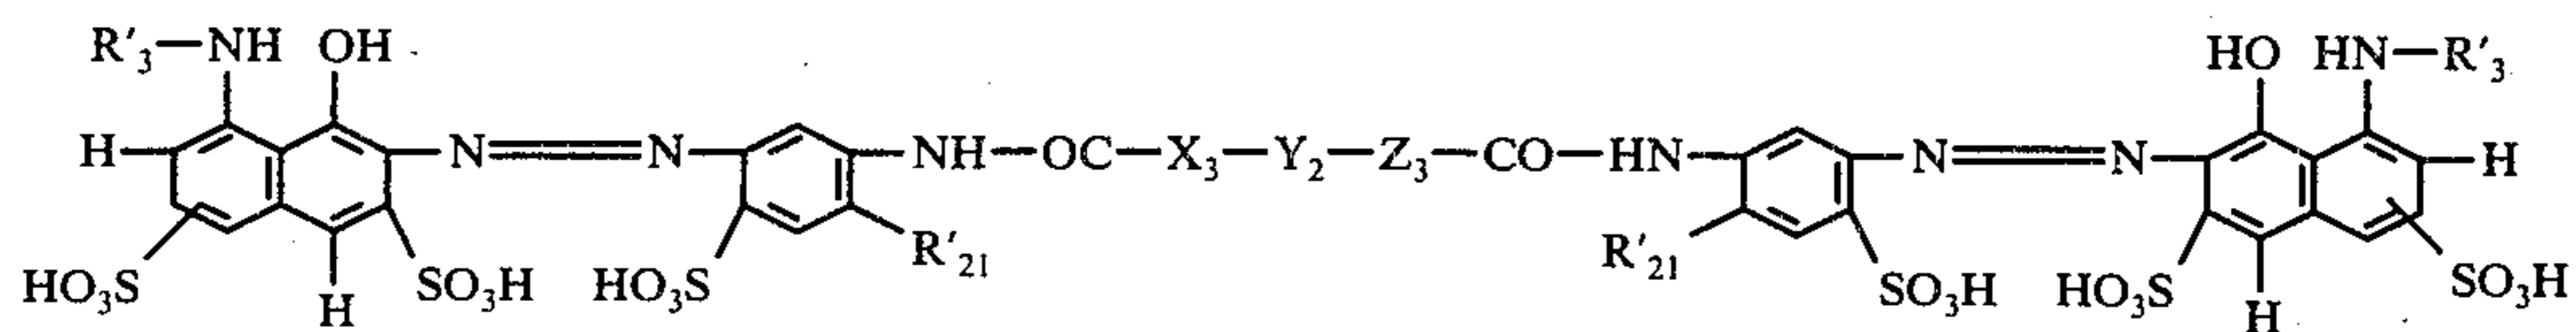 R'₃—NH OH HO HN—R'₃
H N=N NH—OC—X₃—Y₂—Z₃—CO—HN N=N H
HO₃S H SO₃H HO₃S R'₂₁ R'₂₁ SO₃H HO₃S H SO₃H